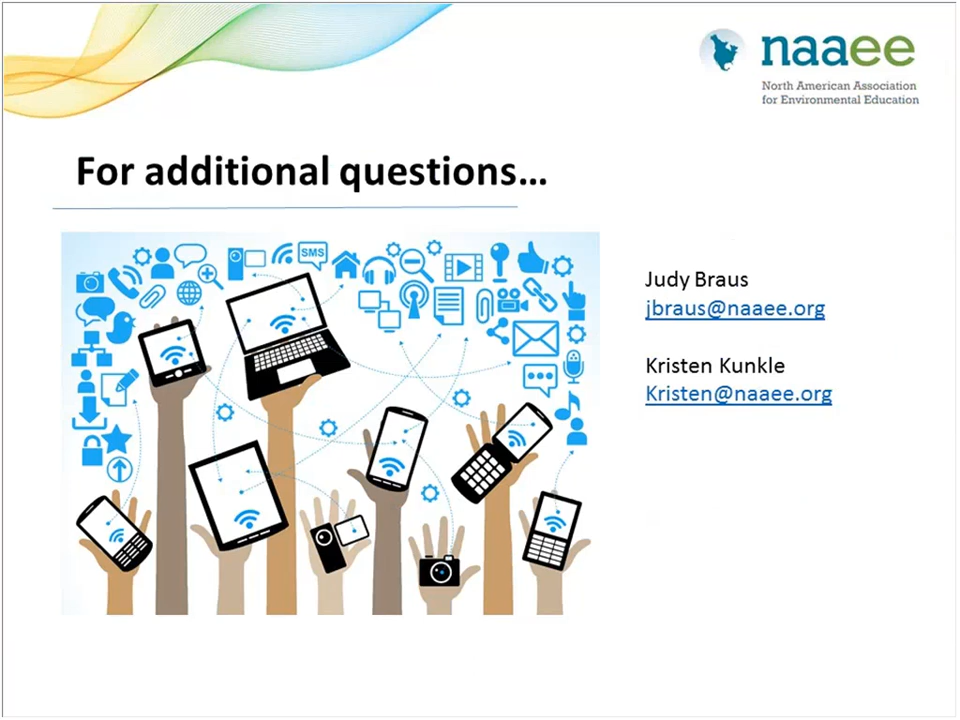 naaee
North American Association
for Environmental Education
For additional questions...
SMS
Judy Braus
jbraus@naaee.org
Kristen Kunkle
Kristen@naaee.org